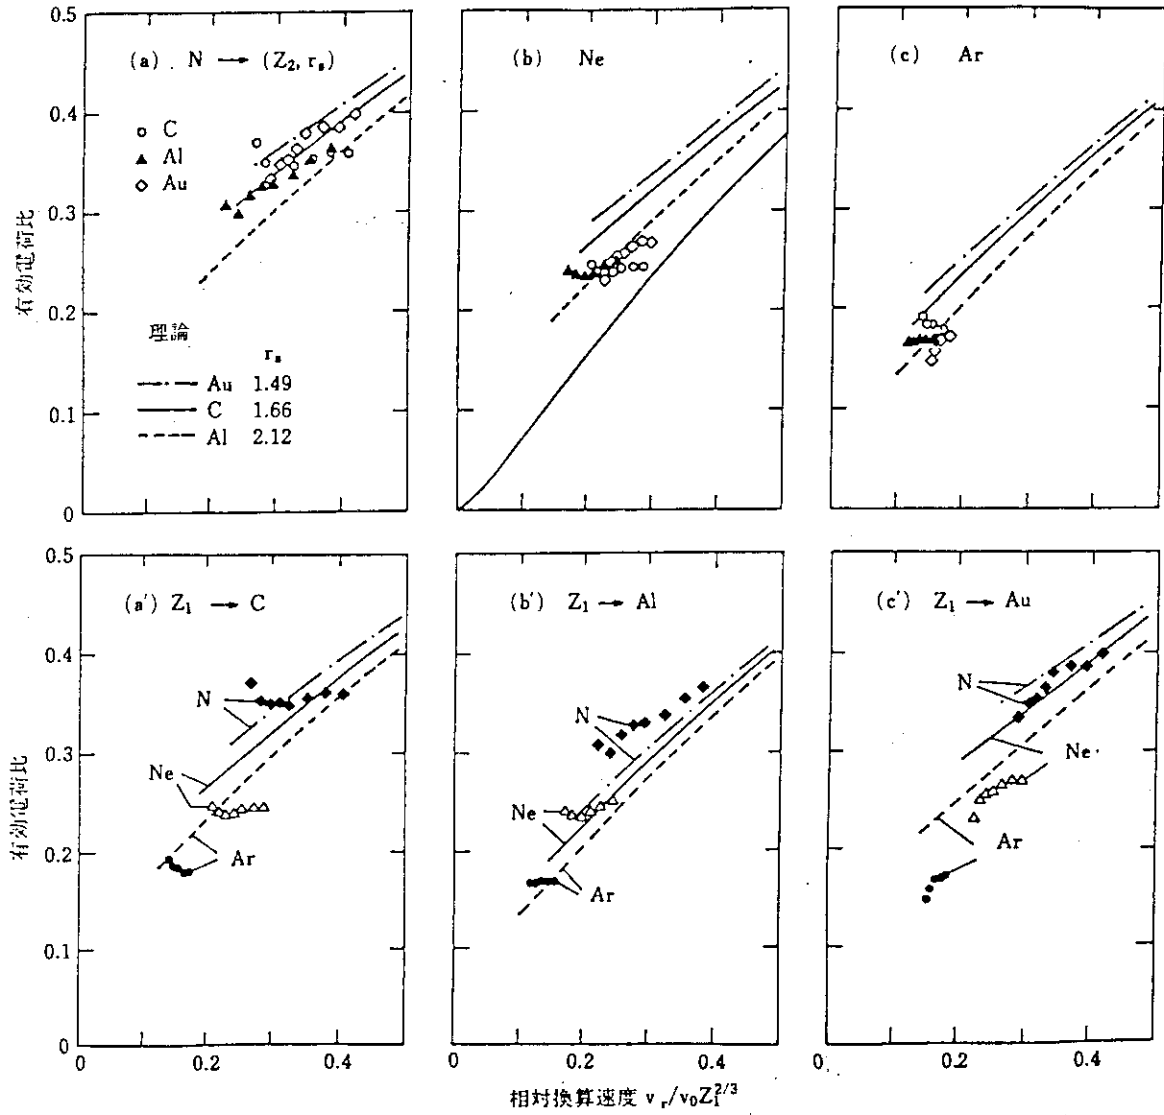 0.5
(a) N → (Z₂, rₛ)
(b) Ne
(c) Ar
0.4
C
Al
Au
0.3
有効電荷比
0.2
理論
rₛ
Au 1.49
0.1
C 1.66
Al 2.12
0
0.5
(a′) Z₁ → C
(b′) Z₁ → Al
(c′) Z₁ → Au
0.4
N
N
N
0.3
Ne
Ne
Ne
有効電荷比
0.2
Ar
Ar
Ar
0.1
0
0.2
0.4
0
0.2
0.4
0
0.2
0.4
相対換算速度 vᵣ/v₀Z₁^2/3